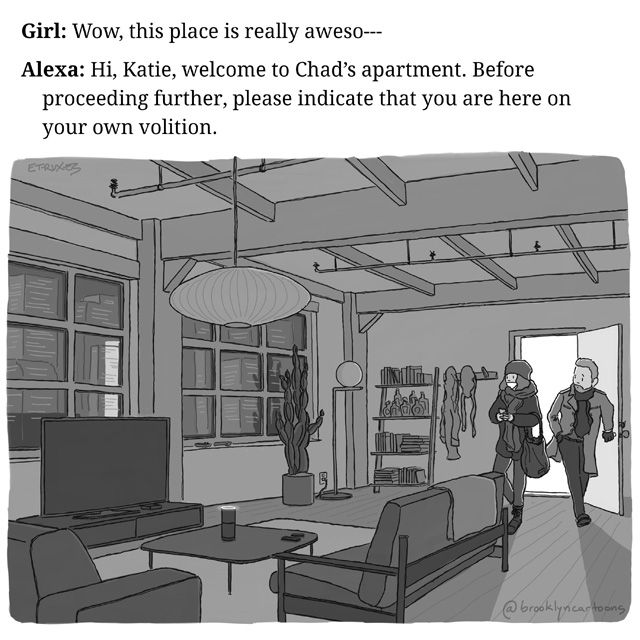 Girl: Wow, this place is really aweso---
Alexa: Hi, Katie, welcome to Chad’s apartment. Before
proceeding further, please indicate that you are here on
your own volition.
@brooklyncartoons